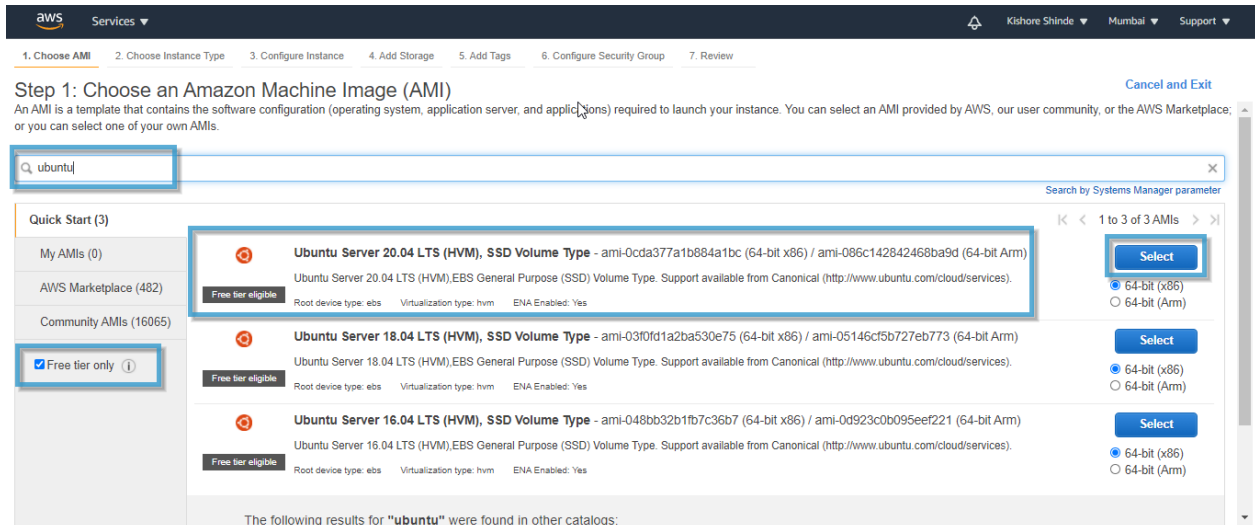 aws Services ▼ Kishore Shinde ▼ Mumbai ▼ Support ▼
1. Choose AMI 2. Choose Instance Type 3. Configure Instance 4. Add Storage 5. Add Tags 6. Configure Security Group 7. Review
Step 1: Choose an Amazon Machine Image (AMI)
Cancel and Exit
An AMI is a template that contains the software configuration (operating system, application server, and applications) required to launch your instance. You can select an AMI provided by AWS, our user community, or the AWS Marketplace;
or you can select one of your own AMIs.
ubuntu
Search by Systems Manager parameter
Quick Start (3)
My AMIs (0)
AWS Marketplace (482)
Community AMIs (16065)
Free tier only
1 to 3 of 3 AMIs
Ubuntu Server 20.04 LTS (HVM), SSD Volume Type - ami-0cda377a1b884a1bc (64-bit x86) / ami-086c142842468ba9d (64-bit Arm)
Ubuntu Server 20.04 LTS (HVM),EBS General Purpose (SSD) Volume Type. Support available from Canonical (http://www.ubuntu.com/cloud/services).
Free tier eligible
Root device type: ebs Virtualization type: hvm ENA Enabled: Yes
Select
64-bit (x86)
64-bit (Arm)
Ubuntu Server 18.04 LTS (HVM), SSD Volume Type - ami-03f0fd1a2ba530e75 (64-bit x86) / ami-05146cf5b727eb773 (64-bit Arm)
Ubuntu Server 18.04 LTS (HVM),EBS General Purpose (SSD) Volume Type. Support available from Canonical (http://www.ubuntu.com/cloud/services).
Free tier eligible
Root device type: ebs Virtualization type: hvm ENA Enabled: Yes
Select
64-bit (x86)
64-bit (Arm)
Ubuntu Server 16.04 LTS (HVM), SSD Volume Type - ami-048bb32b1fb7c36b7 (64-bit x86) / ami-0d923c0b095eef221 (64-bit Arm)
Ubuntu Server 16.04 LTS (HVM),EBS General Purpose (SSD) Volume Type. Support available from Canonical (http://www.ubuntu.com/cloud/services).
Free tier eligible
Root device type: ebs Virtualization type: hvm ENA Enabled: Yes
Select
64-bit (x86)
64-bit (Arm)
The following results for "ubuntu" were found in other catalogs: